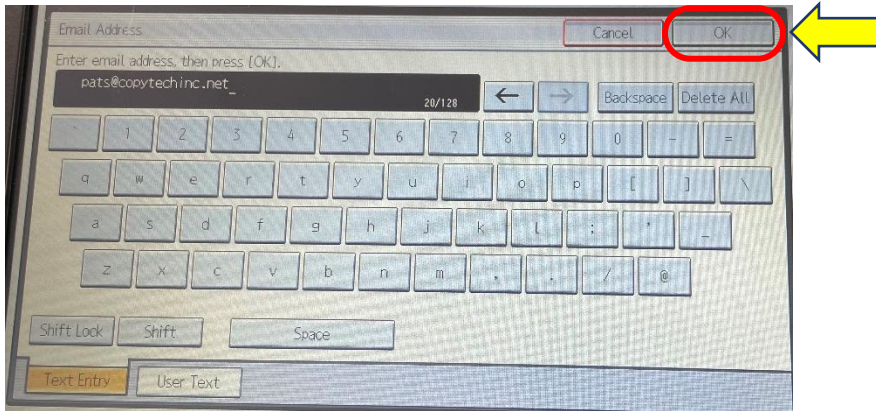 Email Address
Cancel
OK
Enter email address, then press [OK].
pats@copytechinc.net_
20/128
← → Backspace Delete All
` 1 2 3 4 5 6 7 8 9 0 - =
q w e r t y u i o p [ ] \
a s d f g h j k l ; ' _
z x c v b n m , . / @
Shift Lock Shift Space
Text Entry User Text